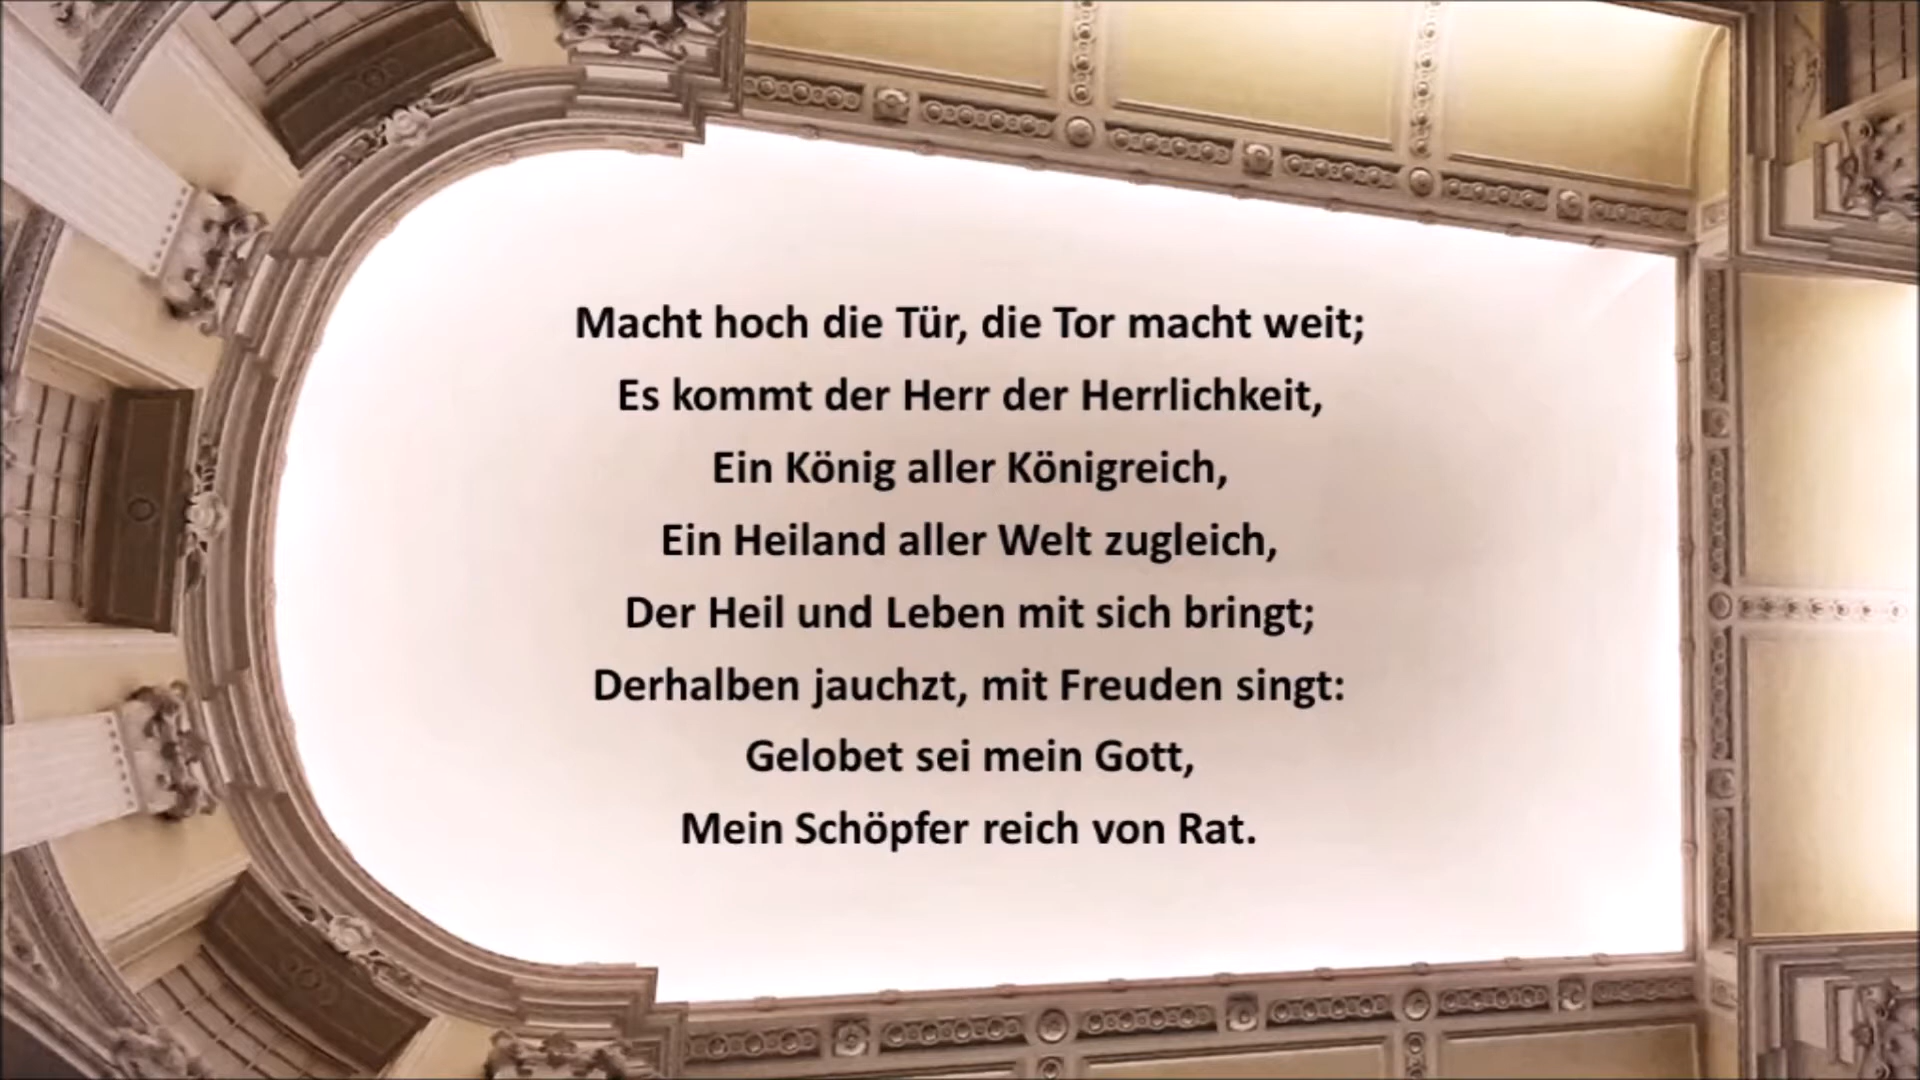 Macht hoch die Tür, die Tor macht weit;
Es kommt der Herr der Herrlichkeit,
Ein König aller Königreich,
Ein Heiland aller Welt zugleich,
Der Heil und Leben mit sich bringt;
Derhalben jauchzt, mit Freuden singt:
Gelobet sei mein Gott,
Mein Schöpfer reich von Rat.